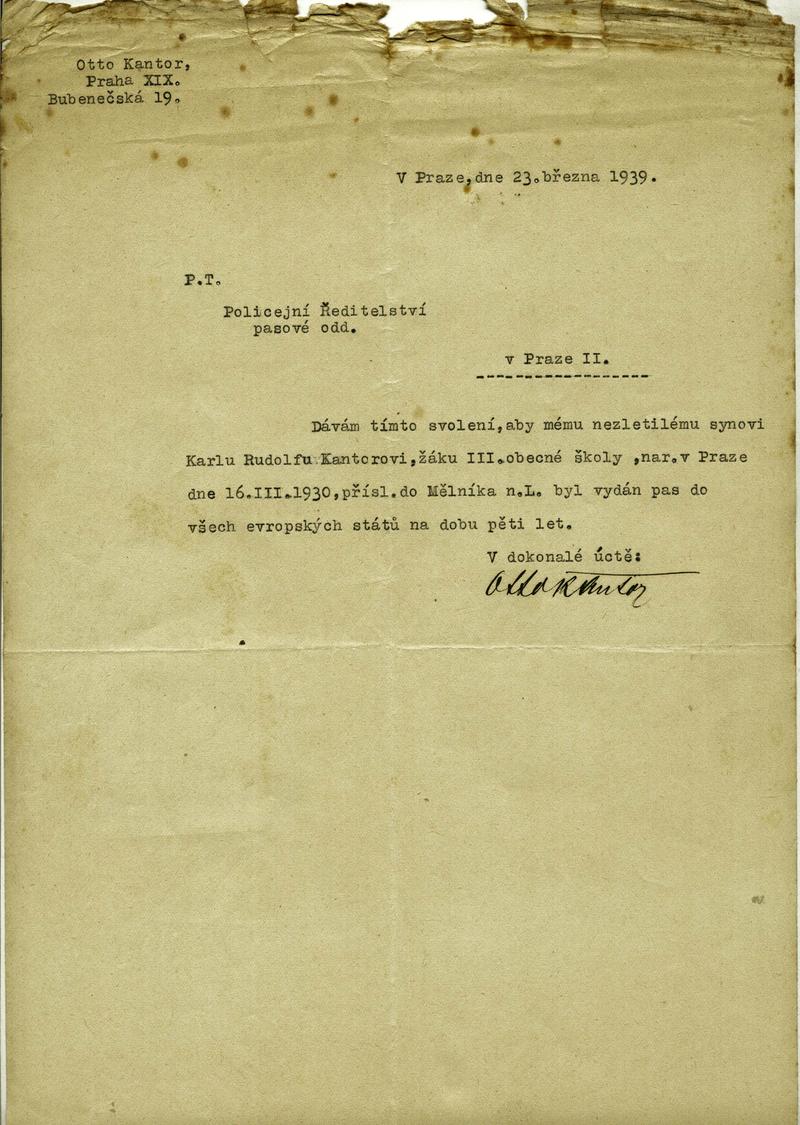 Otto Kantor,
Praha XIX.
Bubenečská 19.
V Praze,dne 23.března 1939.
P.T.
Policejní Ředitelství
pasové odd.
v Praze II.
Dávám tímto svolení,aby mému nezletilému synovi
Karlu Rudolfu Kantorovi,žáku III.obecné školy ,nar.v Praze
dne 16.III.1930,přísl.do Mělníka n.L. byl vydán pas do
všech evropských států na dobu pěti let.
V dokonalé úctě:
Otto Kantor